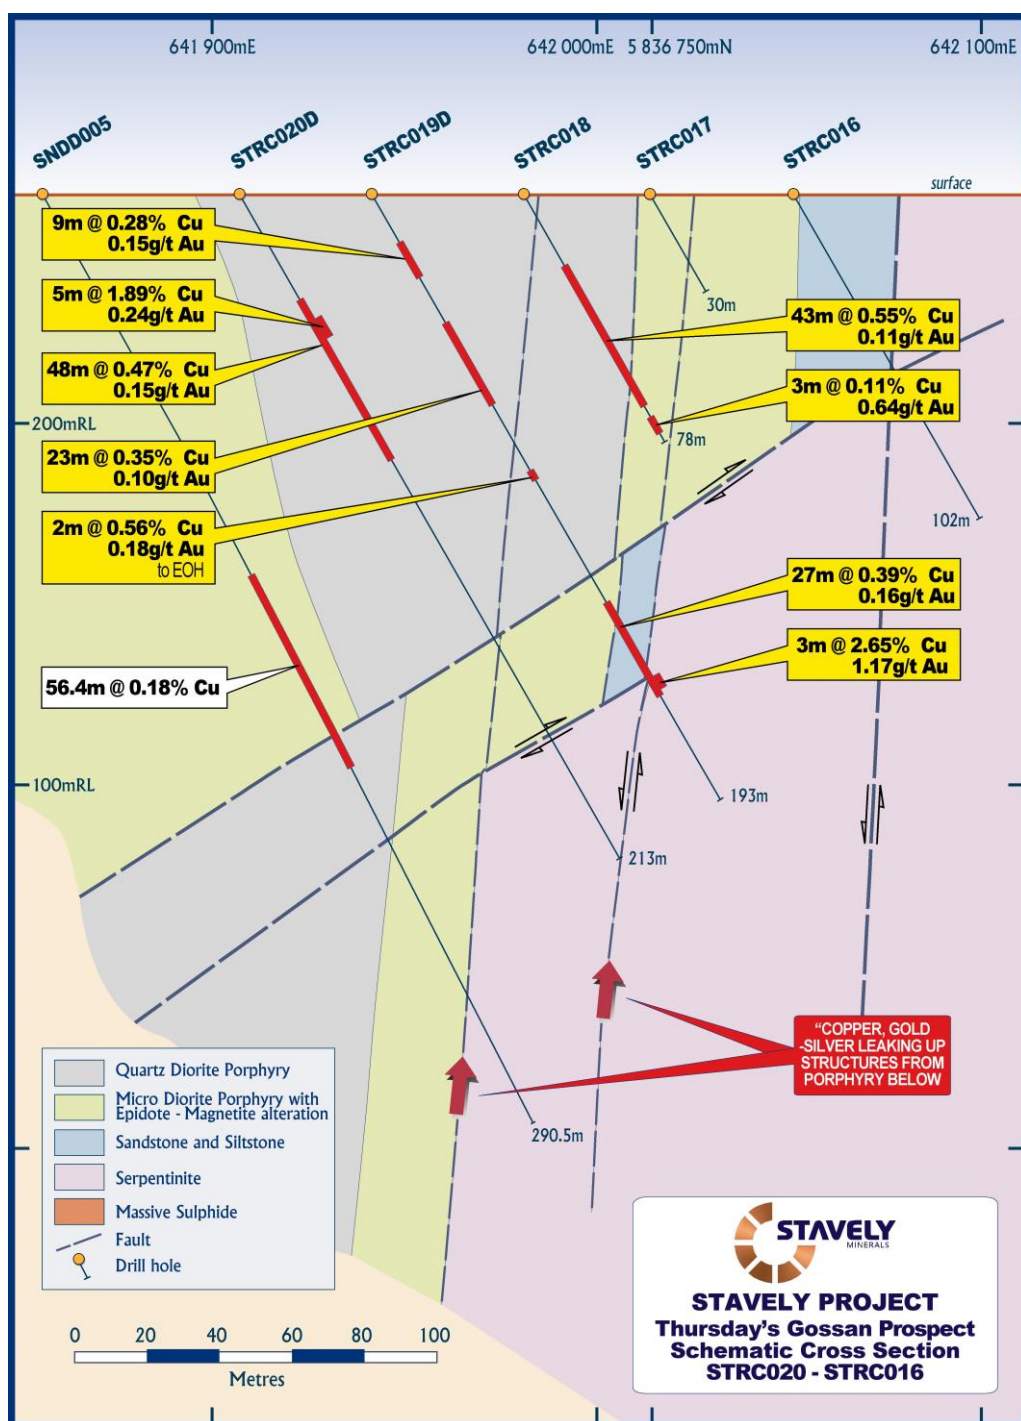 641 900mE
642 000mE
5 836 750mN
642 100mE
SNDD005
STRC020D
STRC019D
STRC018
STRC017
STRC016
surface
9m @ 0.28% Cu
0.15g/t Au
5m @ 1.89% Cu
0.24g/t Au
48m @ 0.47% Cu
0.15g/t Au
23m @ 0.35% Cu
0.10g/t Au
2m @ 0.56% Cu
0.18g/t Au
to EOH
56.4m @ 0.18% Cu
43m @ 0.55% Cu
0.11g/t Au
3m @ 0.11% Cu
0.64g/t Au
27m @ 0.39% Cu
0.16g/t Au
3m @ 2.65% Cu
1.17g/t Au
200mRL
100mRL
30m
78m
102m
193m
213m
290.5m
"COPPER, GOLD
-SILVER LEAKING UP
STRUCTURES FROM
PORPHYRY BELOW
Quartz Diorite Porphyry
Micro Diorite Porphyry with
Epidote - Magnetite alteration
Sandstone and Siltstone
Serpentinite
Massive Sulphide
Fault
Drill hole
0 20 40 60 80 100
Metres
STAVELY
MINERALS
STAVELY PROJECT
Thursday's Gossan Prospect
Schematic Cross Section
STRC020 - STRC016